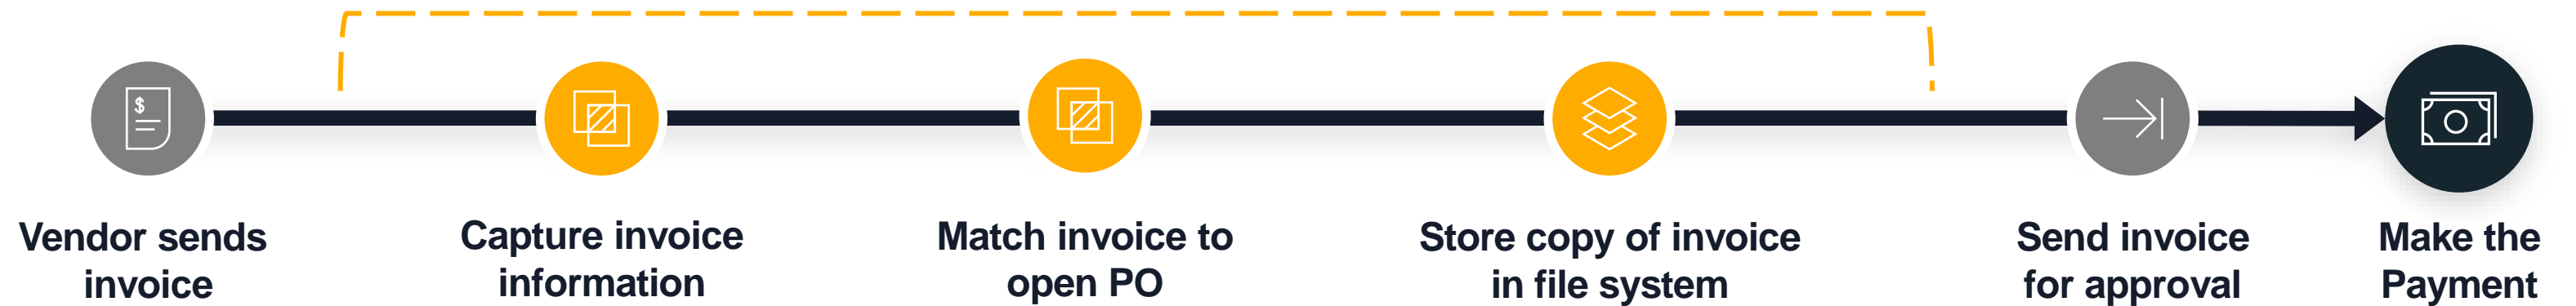 $
Vendor sends
invoice
Capture invoice
information
Match invoice to
open PO
Store copy of invoice
in file system
Send invoice
for approval
Make the
Payment